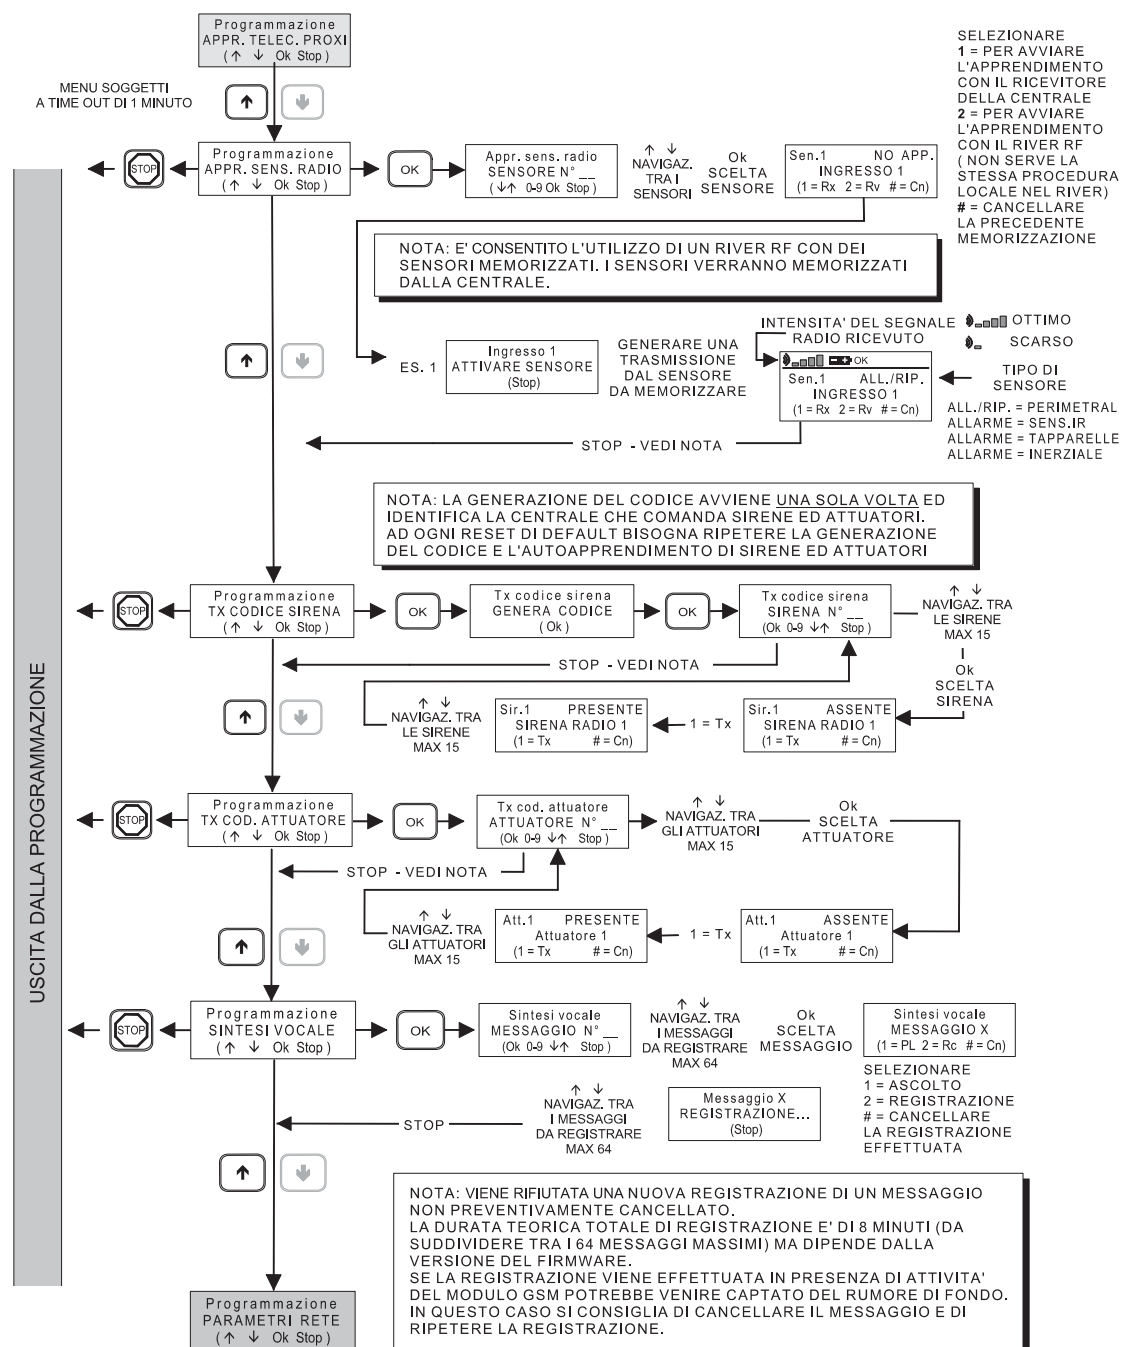 Programmazione
APPR. TELEC. PROXI
(↑ ↓ Ok Stop )
MENU SOGGETTI
A TIME OUT DI 1 MINUTO
SELEZIONARE
1 = PER AVVIARE
L'APPRENDIMENTO
CON IL RICEVITORE
DELLA CENTRALE
2 = PER AVVIARE
L'APPRENDIMENTO
CON IL RIVER RF
( NON SERVE LA
STESSA PROCEDURA
LOCALE NEL RIVER)
# = CANCELLARE
LA PRECEDENTE
MEMORIZZAZIONE
STOP
Programmazione
APPR. SENS. RADIO
(↑ ↓ Ok Stop )
OK
Appr. sens. radio
SENSORE N° __
( ↓↑ 0-9 Ok Stop )
↑ ↓
NAVIGAZ.
TRA I
SENSORI
Ok
SCELTA
SENSORE
Sen.1 NO APP.
INGRESSO 1
(1 = Rx 2 = Rv # = Cn)
NOTA: E' CONSENTITO L'UTILIZZO DI UN RIVER RF CON DEI
SENSORI MEMORIZZATI. I SENSORI VERRANNO MEMORIZZATI
DALLA CENTRALE.
ES. 1
Ingresso 1
ATTIVARE SENSORE
(Stop)
GENERARE UNA
TRASMISSIONE
DAL SENSORE
DA MEMORIZZARE
INTENSITA' DEL SEGNALE
RADIO RICEVUTO
OTTIMO
SCARSO
OK
Sen.1 ALL./RIP.
INGRESSO 1
(1 = Rx 2 = Rv # = Cn)
TIPO DI
SENSORE
ALL./RIP. = PERIMETRAL
ALLARME = SENS.IR
ALLARME = TAPPARELLE
ALLARME = INERZIALE
STOP - VEDI NOTA
NOTA: LA GENERAZIONE DEL CODICE AVVIENE UNA SOLA VOLTA ED
IDENTIFICA LA CENTRALE CHE COMANDA SIRENE ED ATTUATORI.
AD OGNI RESET DI DEFAULT BISOGNA RIPETERE LA GENERAZIONE
DEL CODICE E L'AUTOAPPRENDIMENTO DI SIRENE ED ATTUATORI
STOP
Programmazione
TX CODICE SIRENA
(↑ ↓ Ok Stop )
OK
Tx codice sirena
GENERA CODICE
( Ok )
OK
Tx codice sirena
SIRENA N° __
(Ok 0-9 ↓↑ Stop )
↑ ↓
NAVIGAZ. TRA
LE SIRENE
MAX 15
STOP - VEDI NOTA
Ok
SCELTA
SIRENA
↑ ↓
NAVIGAZ. TRA
LE SIRENE
MAX 15
Sir.1 PRESENTE
SIRENA RADIO 1
(1 = Tx # = Cn)
1 = Tx
Sir.1 ASSENTE
SIRENA RADIO 1
(1 = Tx # = Cn)
STOP
Programmazione
TX COD. ATTUATORE
(↑ ↓ Ok Stop )
OK
Tx cod. attuatore
ATTUATORE N° __
(Ok 0-9 ↓↑ Stop )
↑ ↓
NAVIGAZ. TRA
GLI ATTUATORI
MAX 15
Ok
SCELTA
ATTUATORE
STOP - VEDI NOTA
↑ ↓
NAVIGAZ. TRA
GLI ATTUATORI
MAX 15
Att.1 PRESENTE
Attuatore 1
(1 = Tx # = Cn)
1 = Tx
Att.1 ASSENTE
Attuatore 1
(1 = Tx # = Cn)
USCITA DALLA PROGRAMMAZIONE
STOP
Programmazione
SINTESI VOCALE
(↑ ↓ Ok Stop )
OK
Sintesi vocale
MESSAGGIO N° __
(Ok 0-9 ↓↑ Stop )
↑ ↓
NAVIGAZ. TRA
I MESSAGGI
DA REGISTRARE
MAX 64
Ok
SCELTA
MESSAGGIO
Sintesi vocale
MESSAGGIO X
(1 = PL 2 = Rc # = Cn)
SELEZIONARE
1 = ASCOLTO
2 = REGISTRAZIONE
# = CANCELLARE
LA REGISTRAZIONE
EFFETTUATA
STOP
↑ ↓
NAVIGAZ. TRA
I MESSAGGI
DA REGISTRARE
MAX 64
Messaggio X
REGISTRAZIONE...
(Stop)
NOTA: VIENE RIFIUTATA UNA NUOVA REGISTRAZIONE DI UN MESSAGGIO
NON PREVENTIVAMENTE CANCELLATO.
LA DURATA TEORICA TOTALE DI REGISTRAZIONE E' DI 8 MINUTI (DA
SUDDIVIDERE TRA I 64 MESSAGGI MASSIMI) MA DIPENDE DALLA
VERSIONE DEL FIRMWARE.
SE LA REGISTRAZIONE VIENE EFFETTUATA IN PRESENZA DI ATTIVITA'
DEL MODULO GSM POTREBBE VENIRE CAPTATO DEL RUMORE DI FONDO.
IN QUESTO CASO SI CONSIGLIA DI CANCELLARE IL MESSAGGIO E DI
RIPETERE LA REGISTRAZIONE.
Programmazione
PARAMETRI RETE
(↑ ↓ Ok Stop )